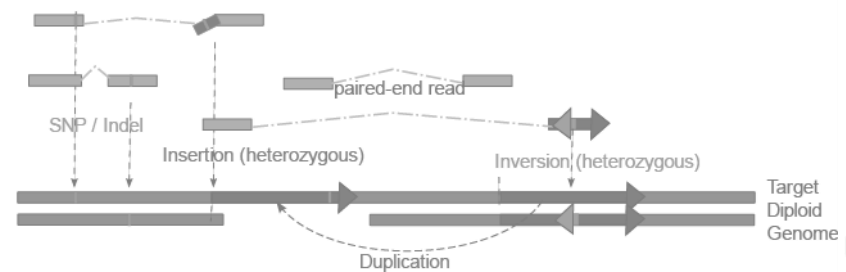 paired-end read
SNP / Indel
Insertion (heterozygous)
Inversion (heterozygous)
Target
Diploid
Genome
Duplication